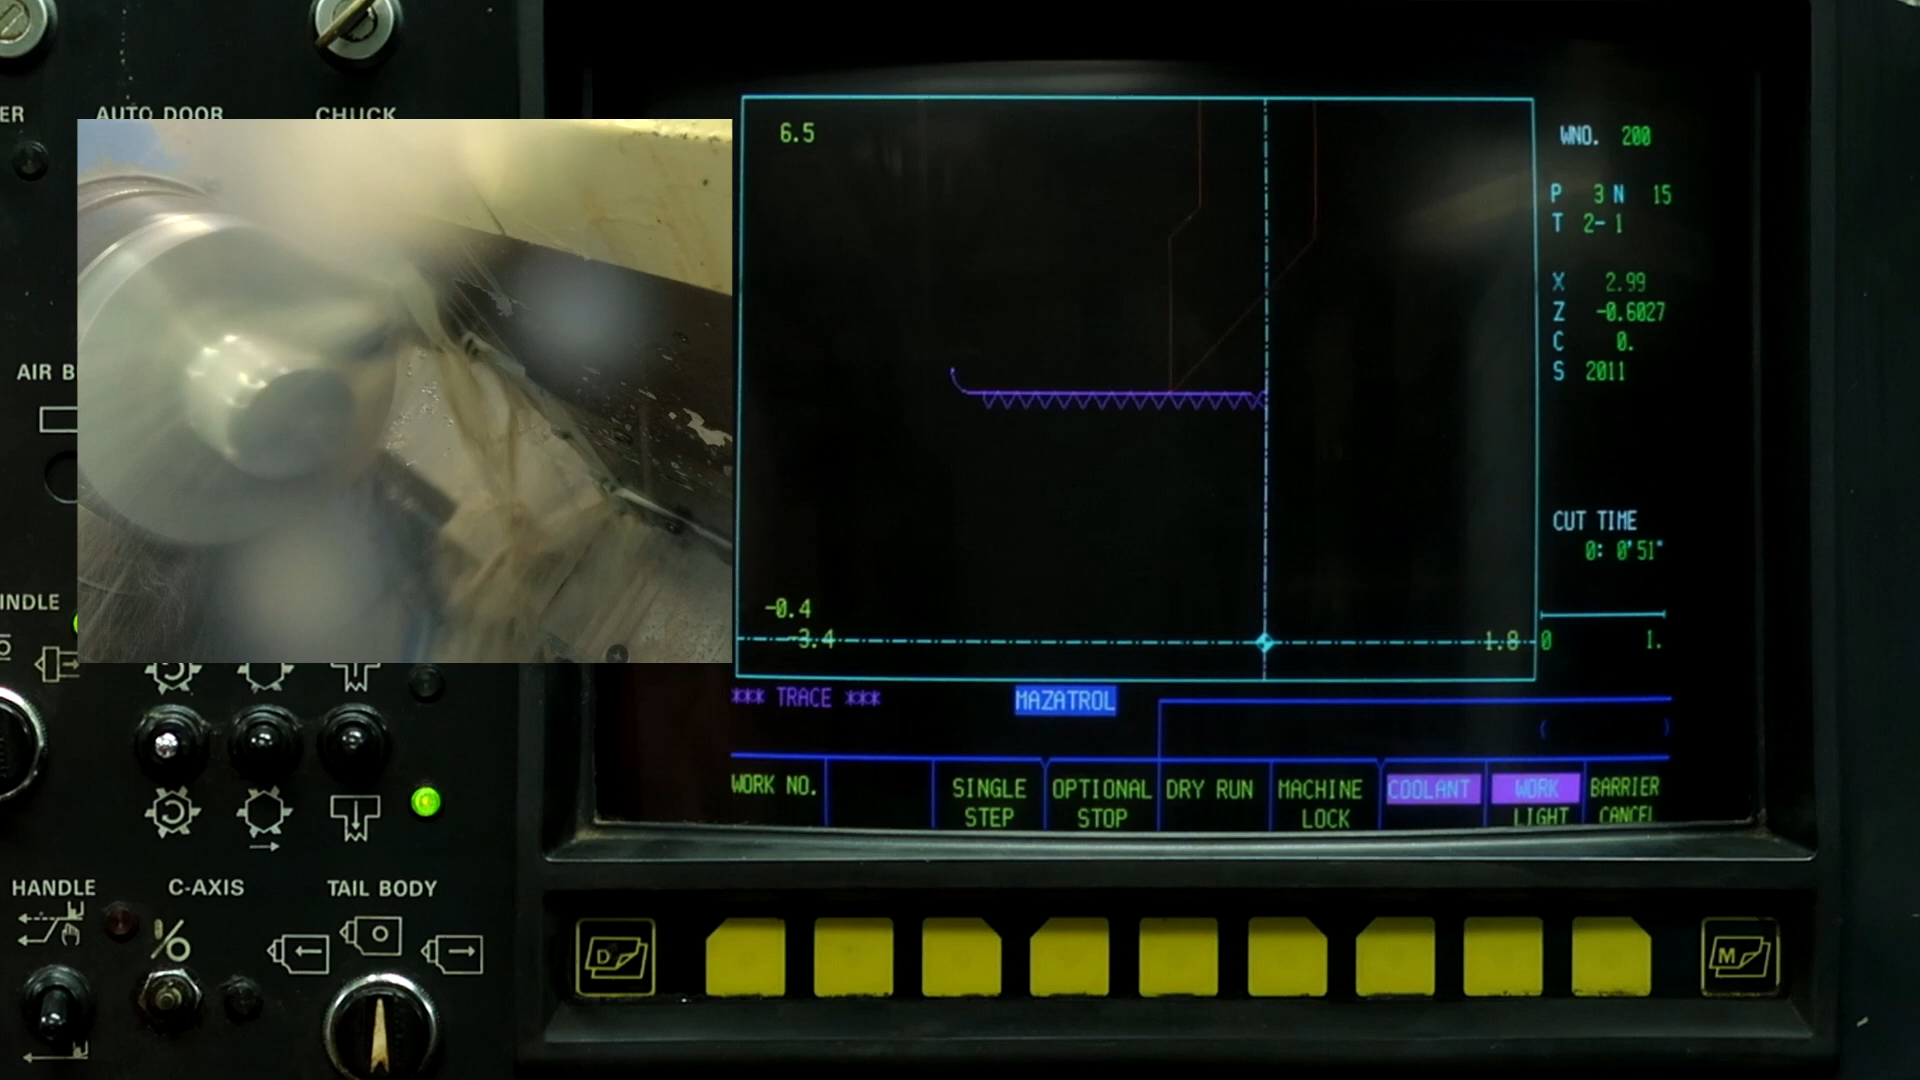 ER
AUTO DOOR
CHUCK
AIR B
INDLE
HANDLE
C-AXIS
TAIL BODY
6.5
-0.4
-3.4
1.8
WNO. 200
P 3 N 15
T 2- 1
X 2.99
Z -0.6027
C 0.
S 2011
CUT TIME
0: 0'51"
0 1.
*** TRACE ***
MAZATROL
( )
WORK NO.
SINGLE
STEP
OPTIONAL
STOP
DRY RUN
MACHINE
LOCK
COOLANT
WORK
LIGHT
BARRIER
CANCEL
D
M